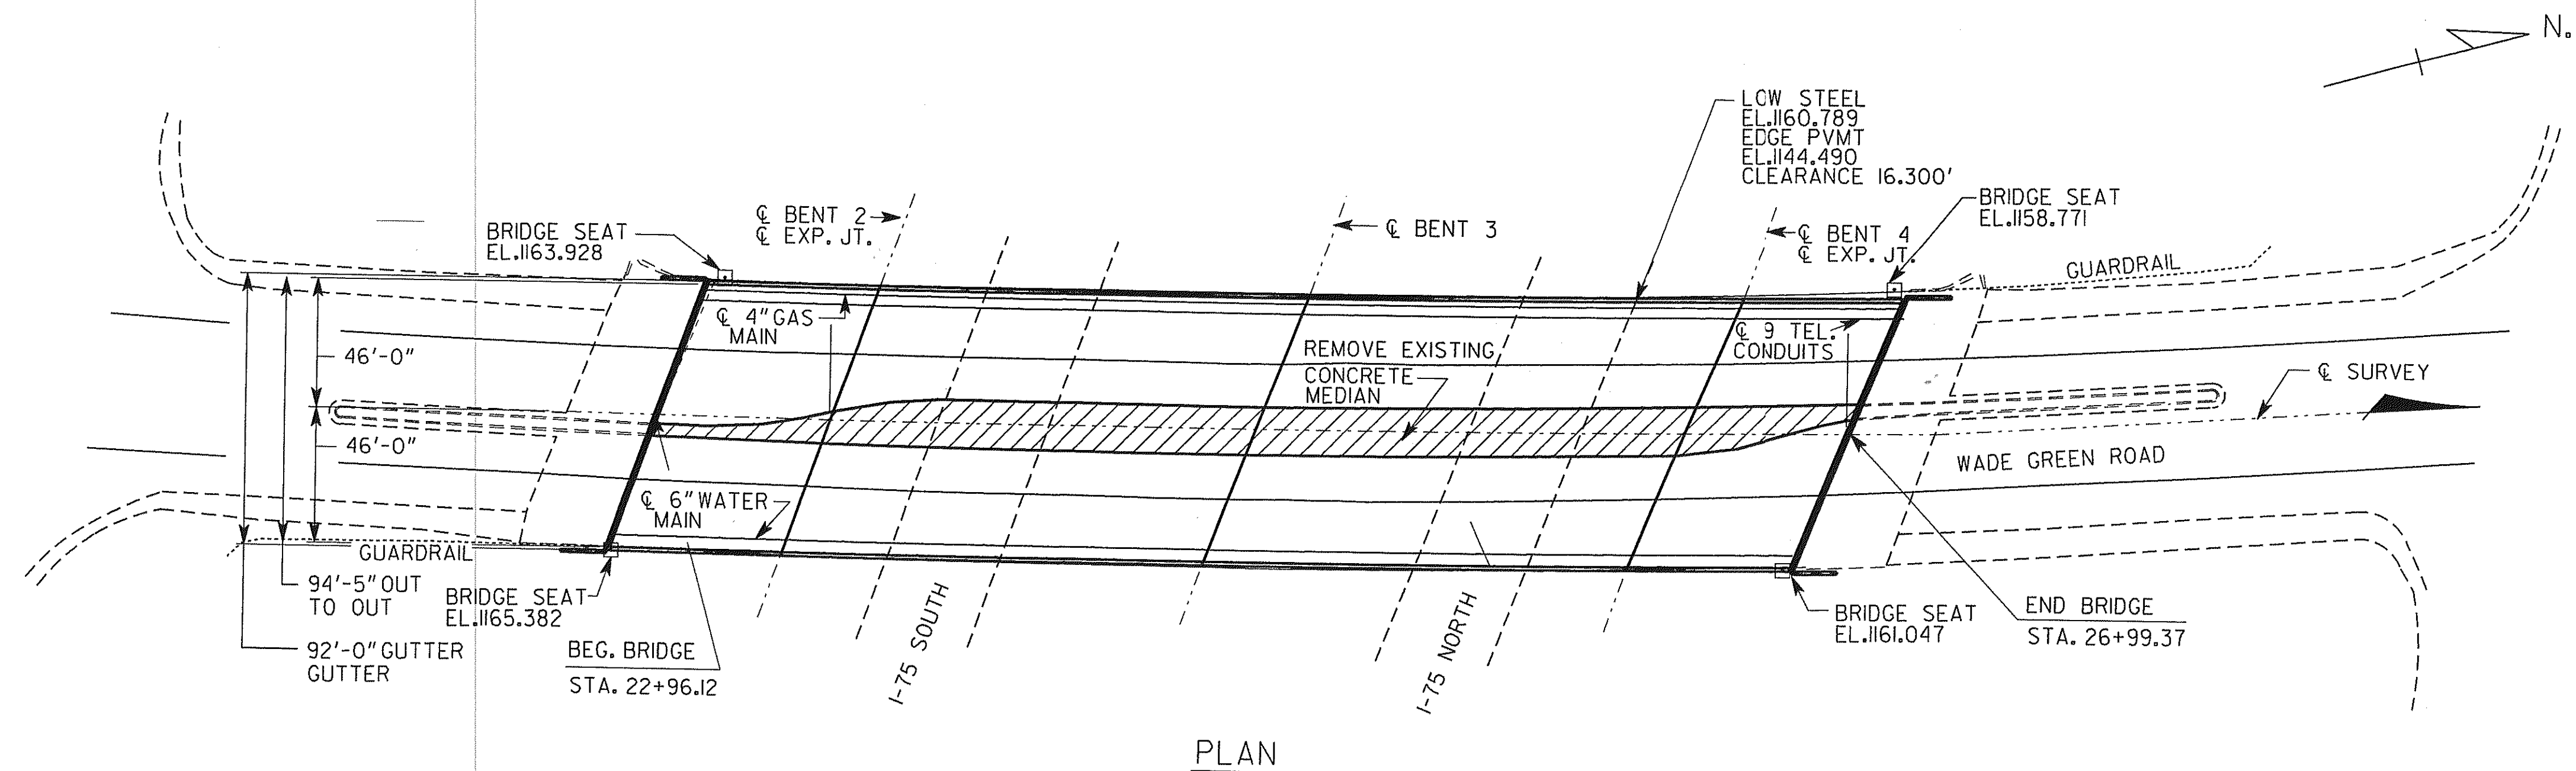 N.
LOW STEEL
EL.1160.789
EDGE PVMT
EL.1144.490
CLEARANCE 16.300'
BRIDGE SEAT
EL.1158.771
℄ BENT 2
℄ EXP. JT.
BRIDGE SEAT
EL.1163.928
℄ BENT 3
℄ BENT 4
℄ EXP. JT.
GUARDRAIL
℄ 4" GAS
MAIN
℄ 9 TEL.
CONDUITS
46'-0"
REMOVE EXISTING
CONCRETE
MEDIAN
℄ SURVEY
46'-0"
WADE GREEN ROAD
℄ 6" WATER
MAIN
GUARDRAIL
94'-5" OUT
TO OUT
BRIDGE SEAT
EL.1165.382
92'-0" GUTTER
GUTTER
BEG. BRIDGE
STA. 22+96.12
I-75 SOUTH
I-75 NORTH
BRIDGE SEAT
EL.1161.047
END BRIDGE
STA. 26+99.37
PLAN